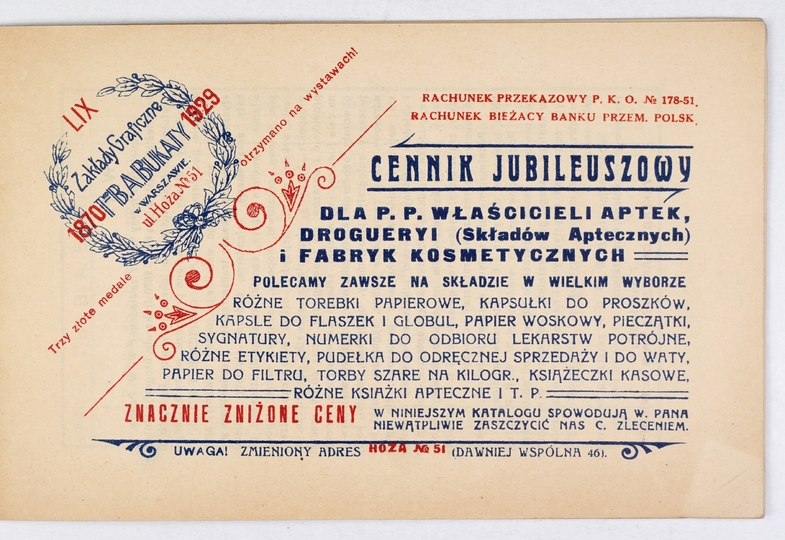 LIX
1870 1929
Zakłady Graficzne
Fmy B.A.BUKATY
w WARSZAWIE.
ul. Hoża № 51
Trzy złote medale
otrzymano na wystawach!
RACHUNEK PRZEKAZOWY P. K. O. № 178-51.
RACHUNEK BIEŻACY BANKU PRZEM. POLSK.
CENNIK JUBILEUSZOWY
DLA P. P. WŁAŚCICIELI APTEK,
DROGUERYI (Składów Aptecznych)
i FABRYK KOSMETYCZNYCH
POLECAMY ZAWSZE NA SKŁADZIE W WIELKIM WYBORZE
RÓŻNE TOREBKI PAPIEROWE, KAPSUŁKI DO PROSZKÓW,
KAPSLE DO FLASZEK I GLOBUL, PAPIER WOSKOWY, PIECZĄTKI,
SYGNATURY, NUMERKI DO ODBIORU LEKARSTW POTRÓJNE,
RÓŻNE ETYKIETY, PUDEŁKA DO ODRĘCZNEJ SPRZEDAŻY I DO WATY,
PAPIER DO FILTRU, TORBY SZARE NA KILOGR., KSIĄŻECZKI KASOWE,
RÓŻNE KSIAŻKI APTECZNE I T. P.
ZNACZNIE ZNIŻONE CENY
W NINIEJSZYM KATALOGU SPOWODUJĄ W. PANA
NIEWĄTPLIWIE ZASZCZYCIĆ NAS C. ZLECENIEM.
UWAGA! ZMIENIONY ADRES HOŻA № 51 (DAWNIEJ WSPÓLNA 46).